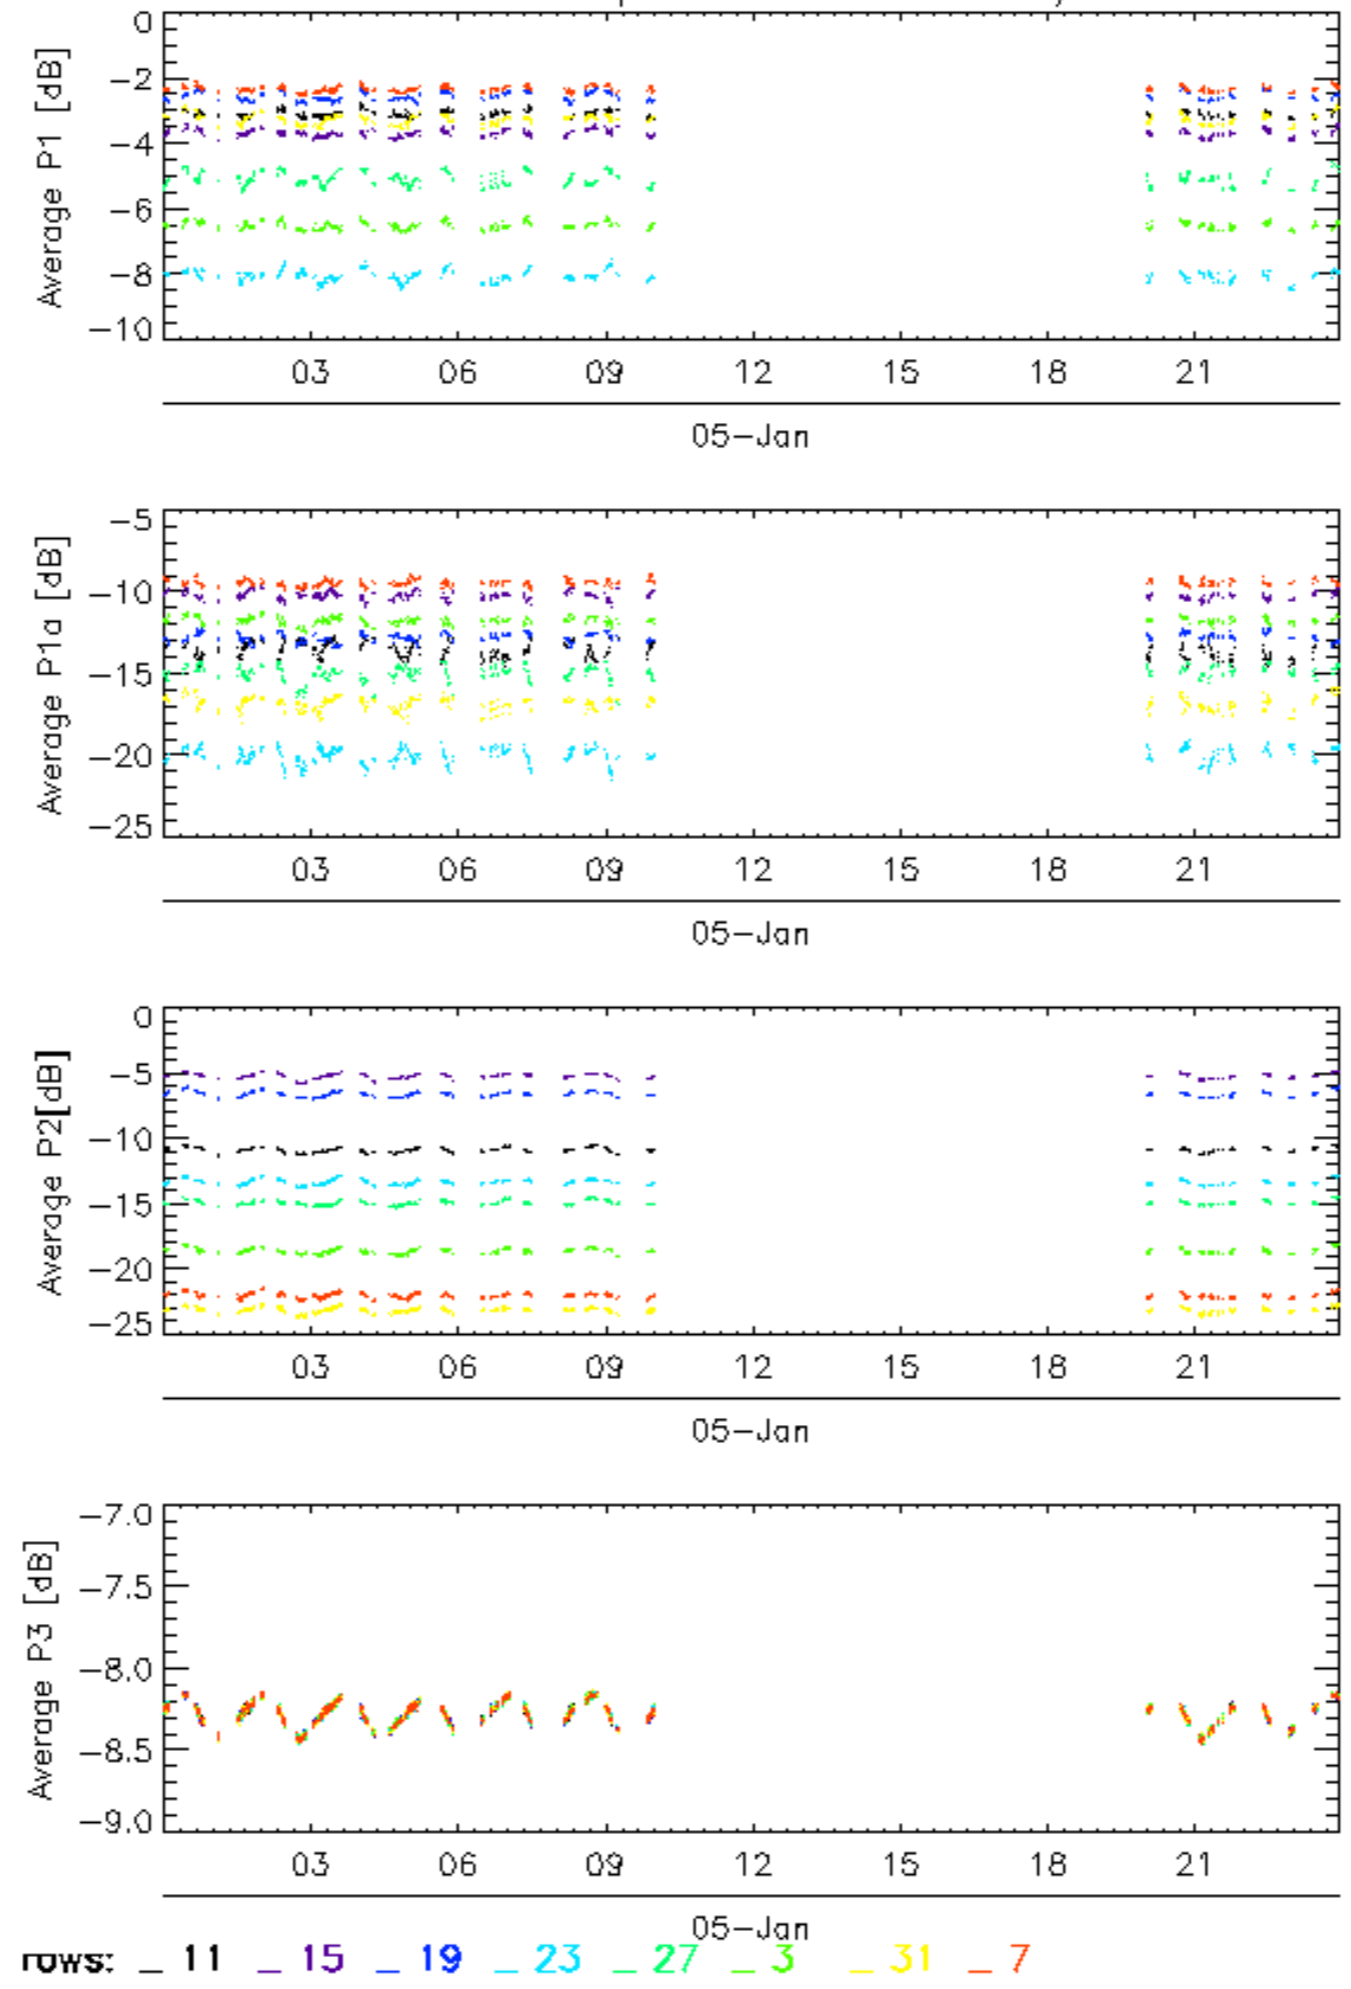 0
−2
−4
−6
−8
−10
Average P1 [dB]
03 06 09 12 15 18 21
05−Jan
−5
−10
−15
−20
−25
Average P1a [dB]
03 06 09 12 15 18 21
05−Jan
0
−5
−10
−15
−20
−25
Average P2[dB]
03 06 09 12 15 18 21
05−Jan
−7.0
−7.5
−8.0
−8.5
−9.0
Average P3 [dB]
03 06 09 12 15 18 21
05−Jan
rows: _ 11 _ 15 _ 19 _ 23 _ 27 _ 3 _ 31 _ 7